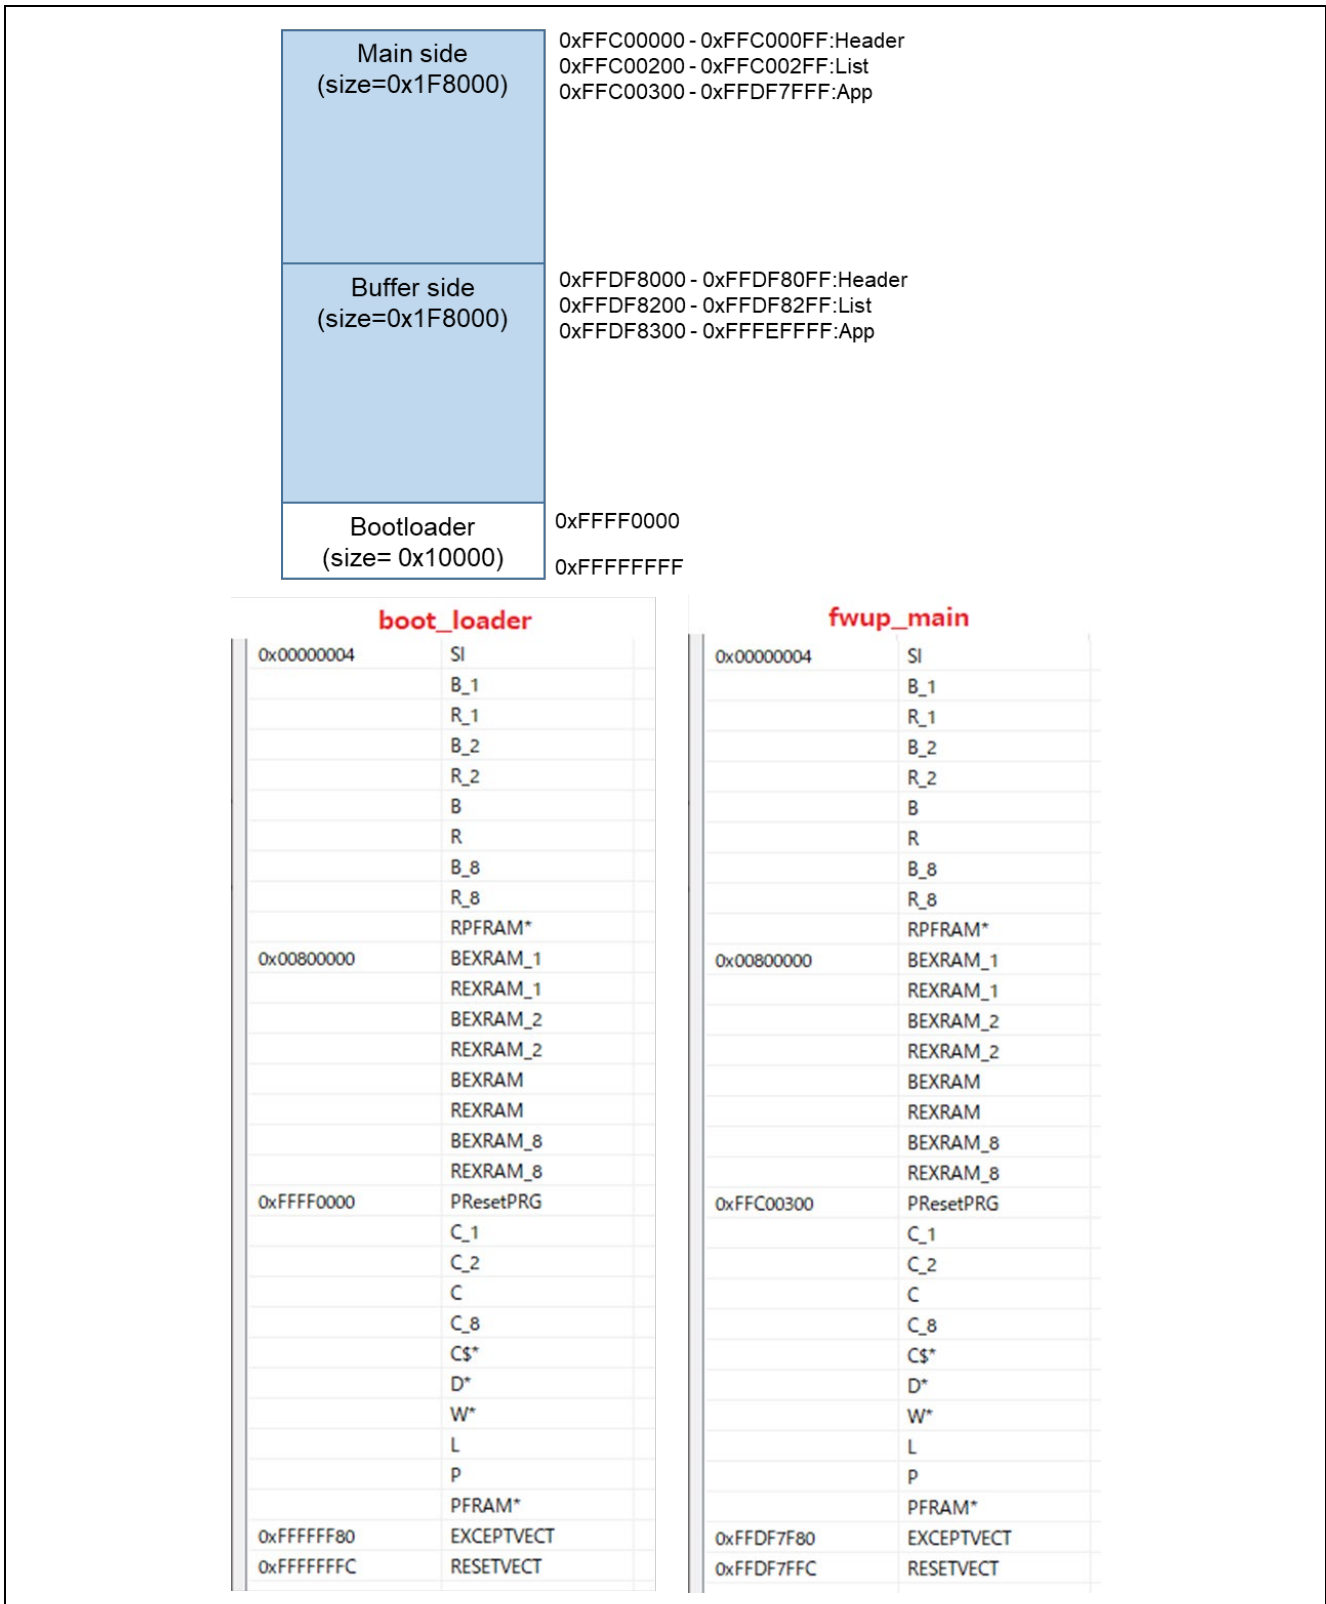 Main side
(size=0x1F8000)
0xFFC00000 - 0xFFC000FF:Header
0xFFC00200 - 0xFFC002FF:List
0xFFC00300 - 0xFFDF7FFF:App
Buffer side
(size=0x1F8000)
0xFFDF8000 - 0xFFDF80FF:Header
0xFFDF8200 - 0xFFDF82FF:List
0xFFDF8300 - 0xFFFEFFFF:App
Bootloader
(size= 0x10000)
0xFFFF0000
0xFFFFFFFF
boot_loader
0x00000004 SI
B_1
R_1
B_2
R_2
B
R
B_8
R_8
RPFRAM*
0x00800000 BEXRAM_1
REXRAM_1
BEXRAM_2
REXRAM_2
BEXRAM
REXRAM
BEXRAM_8
REXRAM_8
0xFFFF0000 PResetPRG
C_1
C_2
C
C_8
C$*
D*
W*
L
P
PFRAM*
0xFFFFFF80 EXCEPTVECT
0xFFFFFFFC RESETVECT
fwup_main
0x00000004 SI
B_1
R_1
B_2
R_2
B
R
B_8
R_8
RPFRAM*
0x00800000 BEXRAM_1
REXRAM_1
BEXRAM_2
REXRAM_2
BEXRAM
REXRAM
BEXRAM_8
REXRAM_8
0xFFC00300 PResetPRG
C_1
C_2
C
C_8
C$*
D*
W*
L
P
PFRAM*
0xFFDF7F80 EXCEPTVECT
0xFFDF7FFC RESETVECT